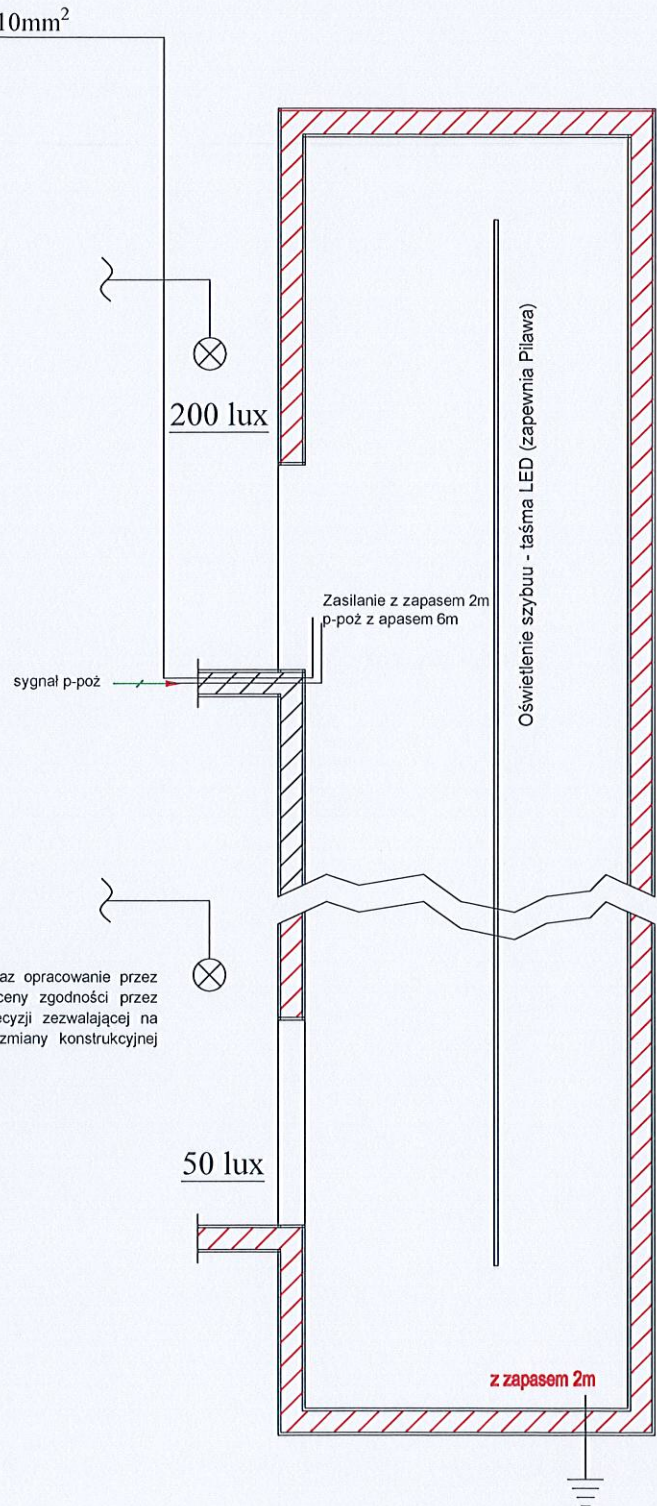 10mm²
200 lux
Oświetlenie szybuu - taśma LED (zapewnia Pilawa)
Zasilanie z zapasem 2m
p-poż z apasem 6m
sygnał p-poż
az opracowanie przez
ceny zgodności przez
ecyzji zezwalającej na
zmiany konstrukcyjnej
50 lux
z zapasem 2m